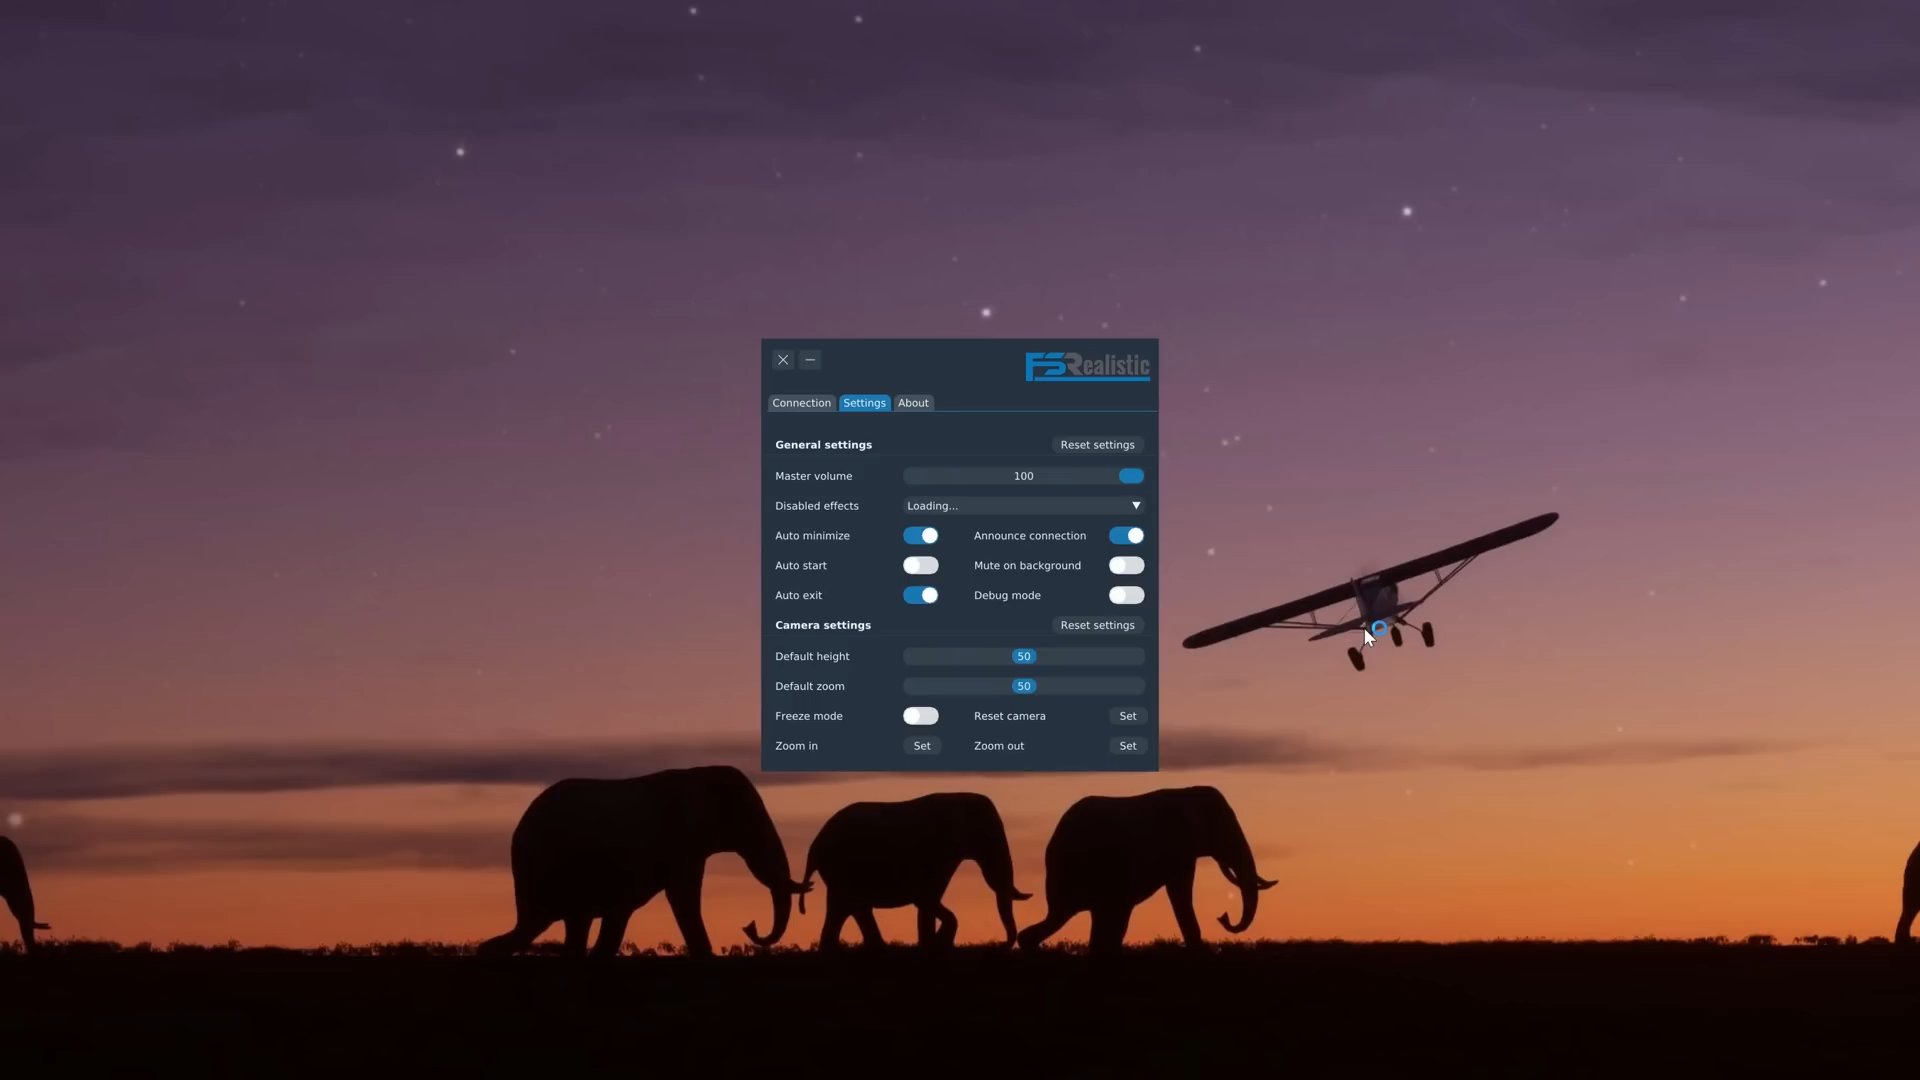 FSRealistic
Connection Settings About
General settings Reset settings
Master volume 100
Disabled effects Loading...
Auto minimize Announce connection
Auto start Mute on background
Auto exit Debug mode
Camera settings Reset settings
Default height 50
Default zoom 50
Freeze mode Reset camera Set
Zoom in Set Zoom out Set